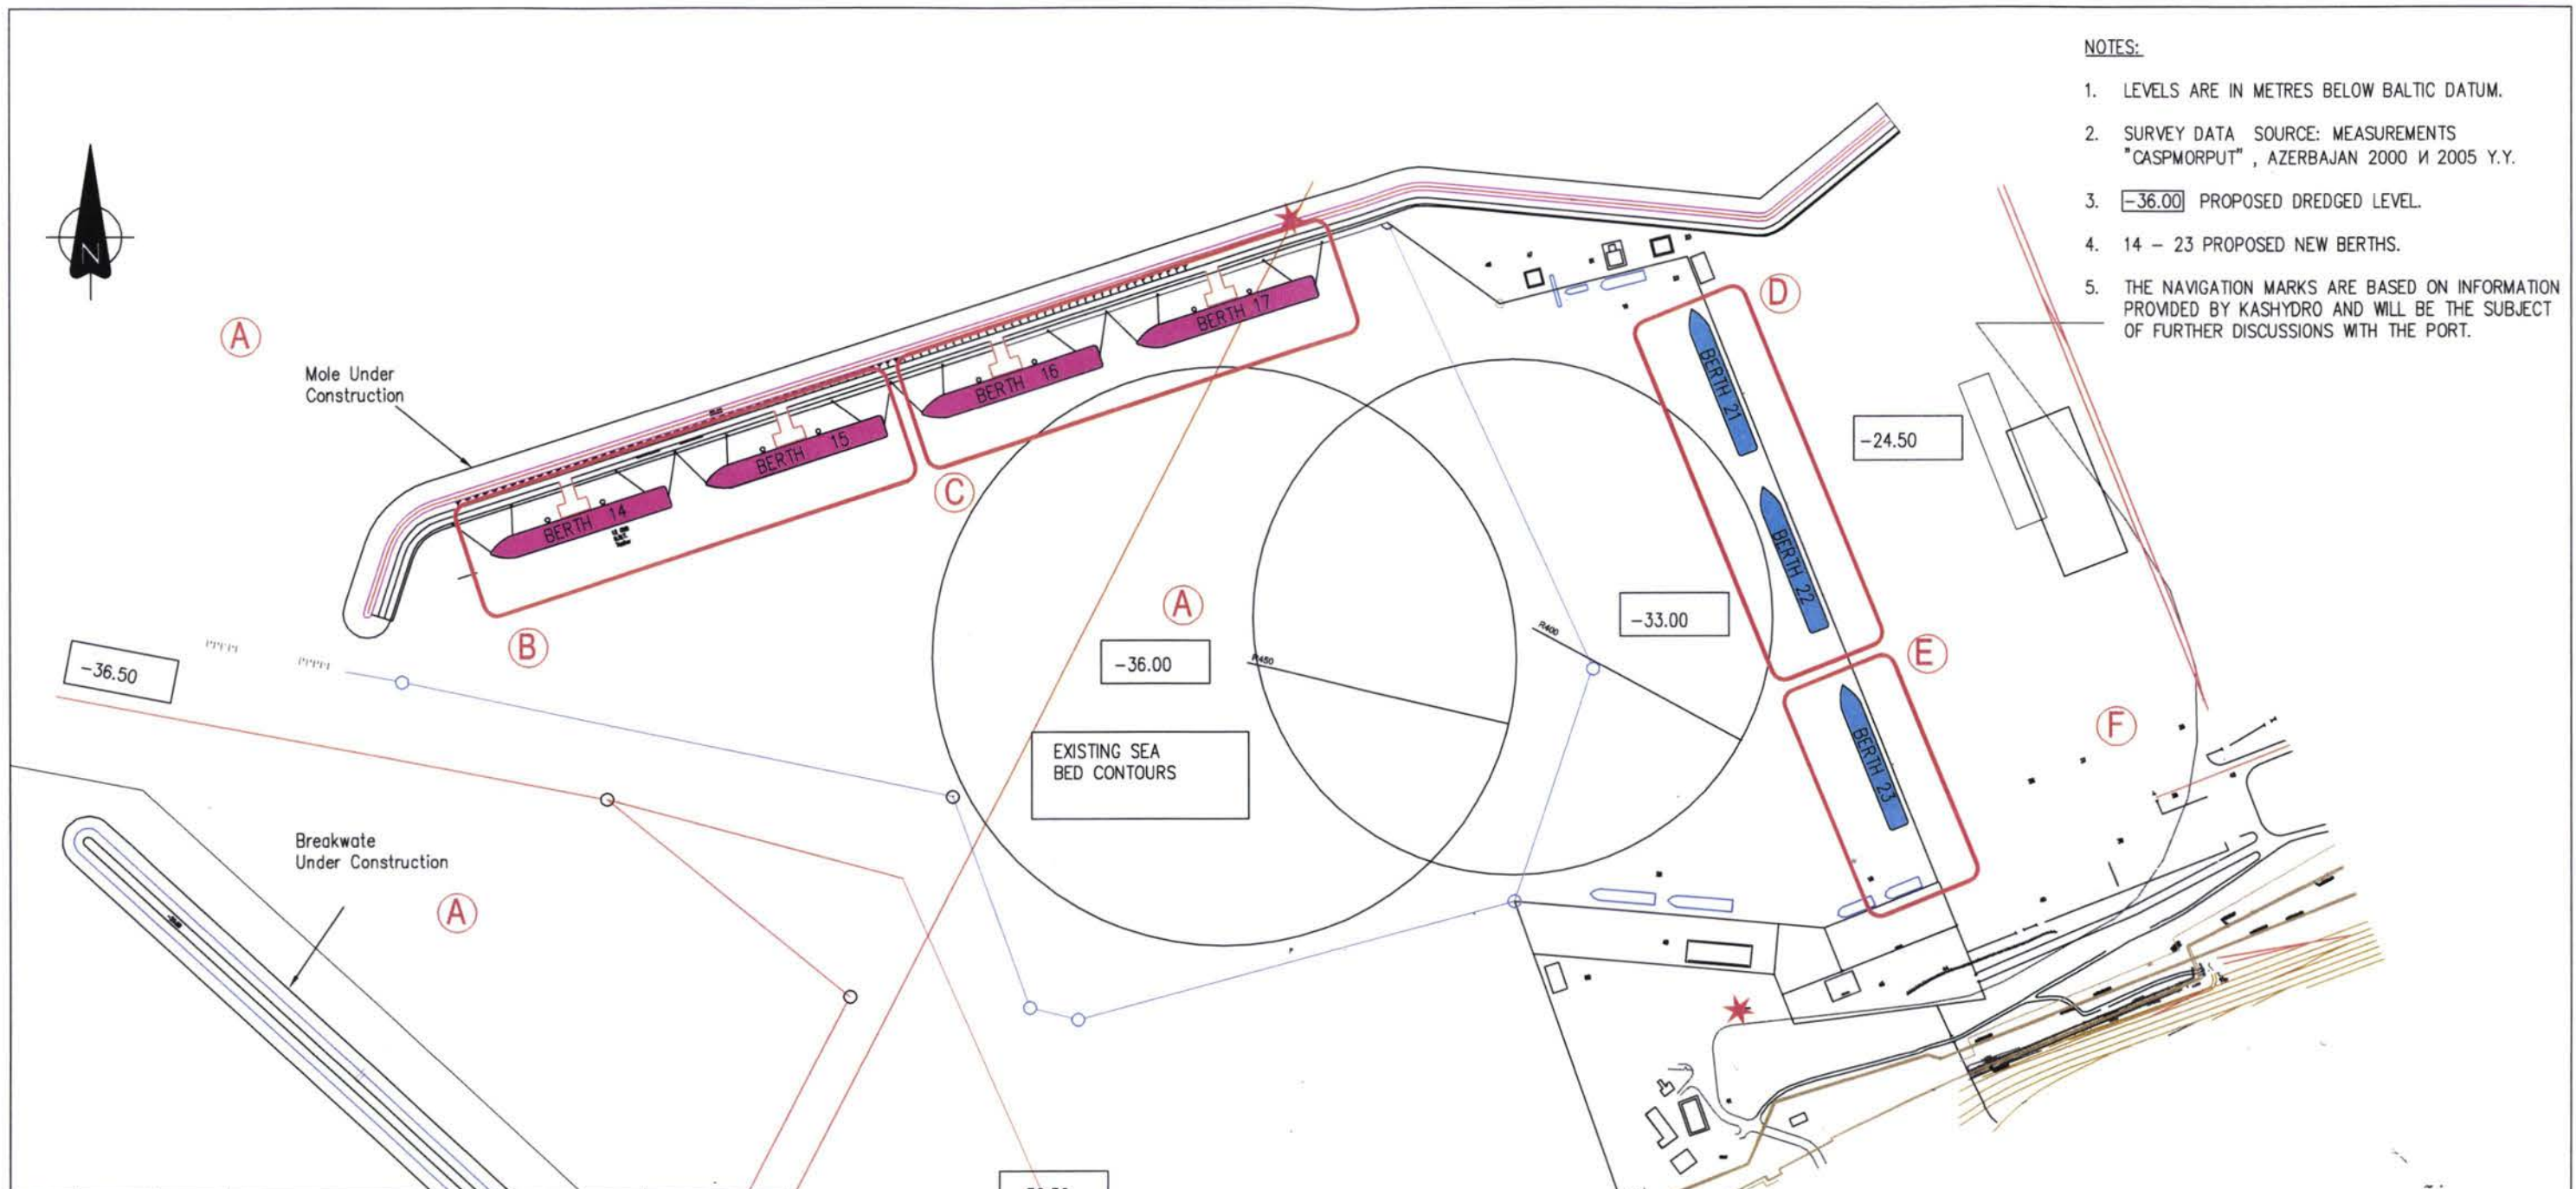 NOTES:
1. LEVELS ARE IN METRES BELOW BALTIC DATUM.
2. SURVEY DATA SOURCE: MEASUREMENTS
"CASPMORPUT" , AZERBAJAN 2000 И 2005 Y.Y.
3. -36.00 PROPOSED DREDGED LEVEL.
4. 14 – 23 PROPOSED NEW BERTHS.
5. THE NAVIGATION MARKS ARE BASED ON INFORMATION
PROVIDED BY KASHYDRO AND WILL BE THE SUBJECT
OF FURTHER DISCUSSIONS WITH THE PORT.
N
A
Mole Under
Construction
BERTH 14
BERTH 15
BERTH 16
BERTH 17
B
C
D
BERTH 21
BERTH 22
-24.50
E
BERTH 23
F
A
-36.00
-33.00
R450
R400
-36.50
EXISTING SEA
BED CONTOURS
Breakwate
Under Construction
A